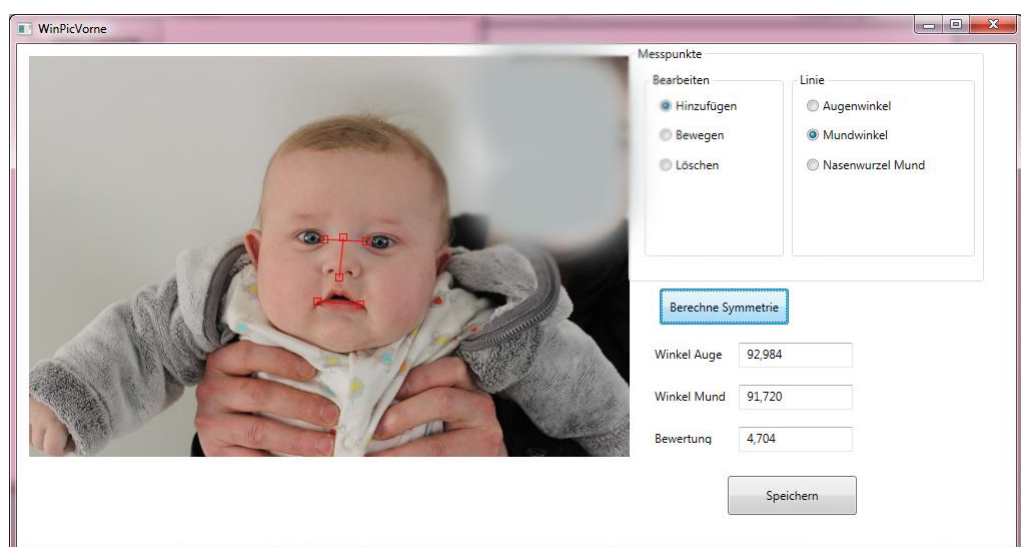 WinPicVorne
Messpunkte
Bearbeiten
Hinzufügen
Bewegen
Löschen
Linie
Augenwinkel
Mundwinkel
Nasenwurzel Mund
Berechne Symmetrie
Winkel Auge 92,984
Winkel Mund 91,720
Bewertung 4,704
Speichern